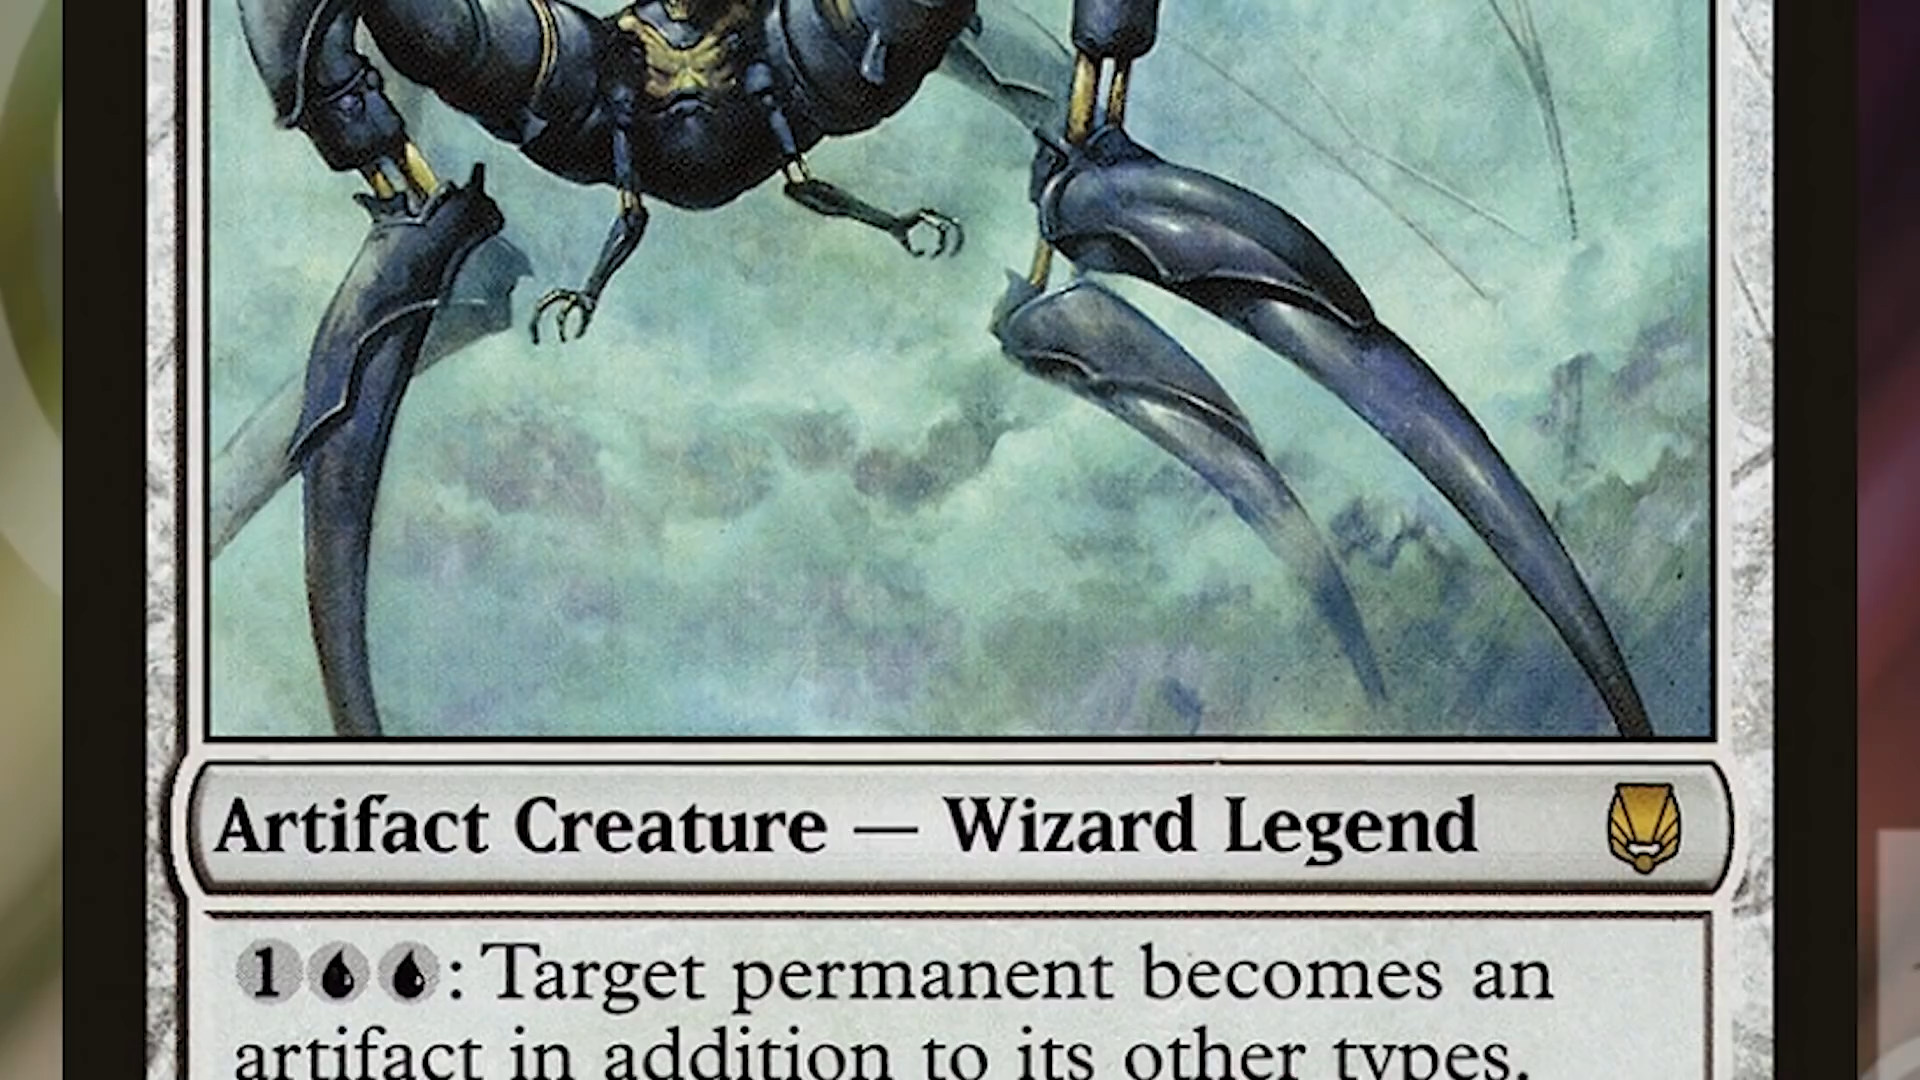 Artifact Creature — Wizard Legend
1: Target permanent becomes an
artifact in addition to its other types.